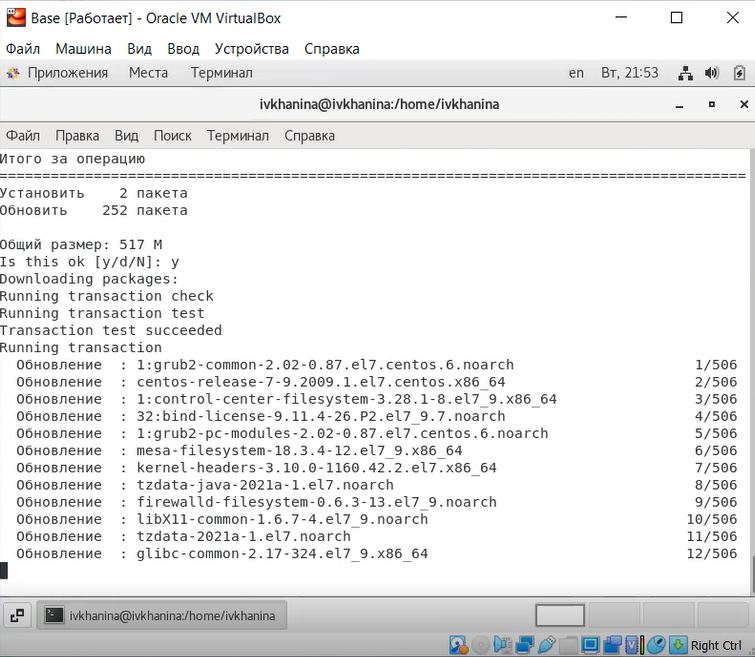 Base [Работает] - Oracle VM VirtualBox
Файл Машина Вид Ввод Устройства Справка
Приложения Места Терминал en Вт, 21:53
ivkhanina@ivkhanina:/home/ivkhanina
Файл Правка Вид Поиск Терминал Справка
Итого за операцию
================================================================================
Установить 2 пакета
Обновить 252 пакета
Общий размер: 517 M
Is this ok [y/d/N]: y
Downloading packages:
Running transaction check
Running transaction test
Transaction test succeeded
Running transaction
Обновление : 1:grub2-common-2.02-0.87.el7.centos.6.noarch 1/506
Обновление : centos-release-7-9.2009.1.el7.centos.x86_64 2/506
Обновление : 1:control-center-filesystem-3.28.1-8.el7_9.x86_64 3/506
Обновление : 32:bind-license-9.11.4-26.P2.el7_9.7.noarch 4/506
Обновление : 1:grub2-pc-modules-2.02-0.87.el7.centos.6.noarch 5/506
Обновление : mesa-filesystem-18.3.4-12.el7_9.x86_64 6/506
Обновление : kernel-headers-3.10.0-1160.42.2.el7.x86_64 7/506
Обновление : tzdata-java-2021a-1.el7.noarch 8/506
Обновление : firewalld-filesystem-0.6.3-13.el7_9.noarch 9/506
Обновление : libX11-common-1.6.7-4.el7_9.noarch 10/506
Обновление : tzdata-2021a-1.el7.noarch 11/506
Обновление : glibc-common-2.17-324.el7_9.x86_64 12/506
ivkhanina@ivkhanina:/home/ivkhanina
Right Ctrl